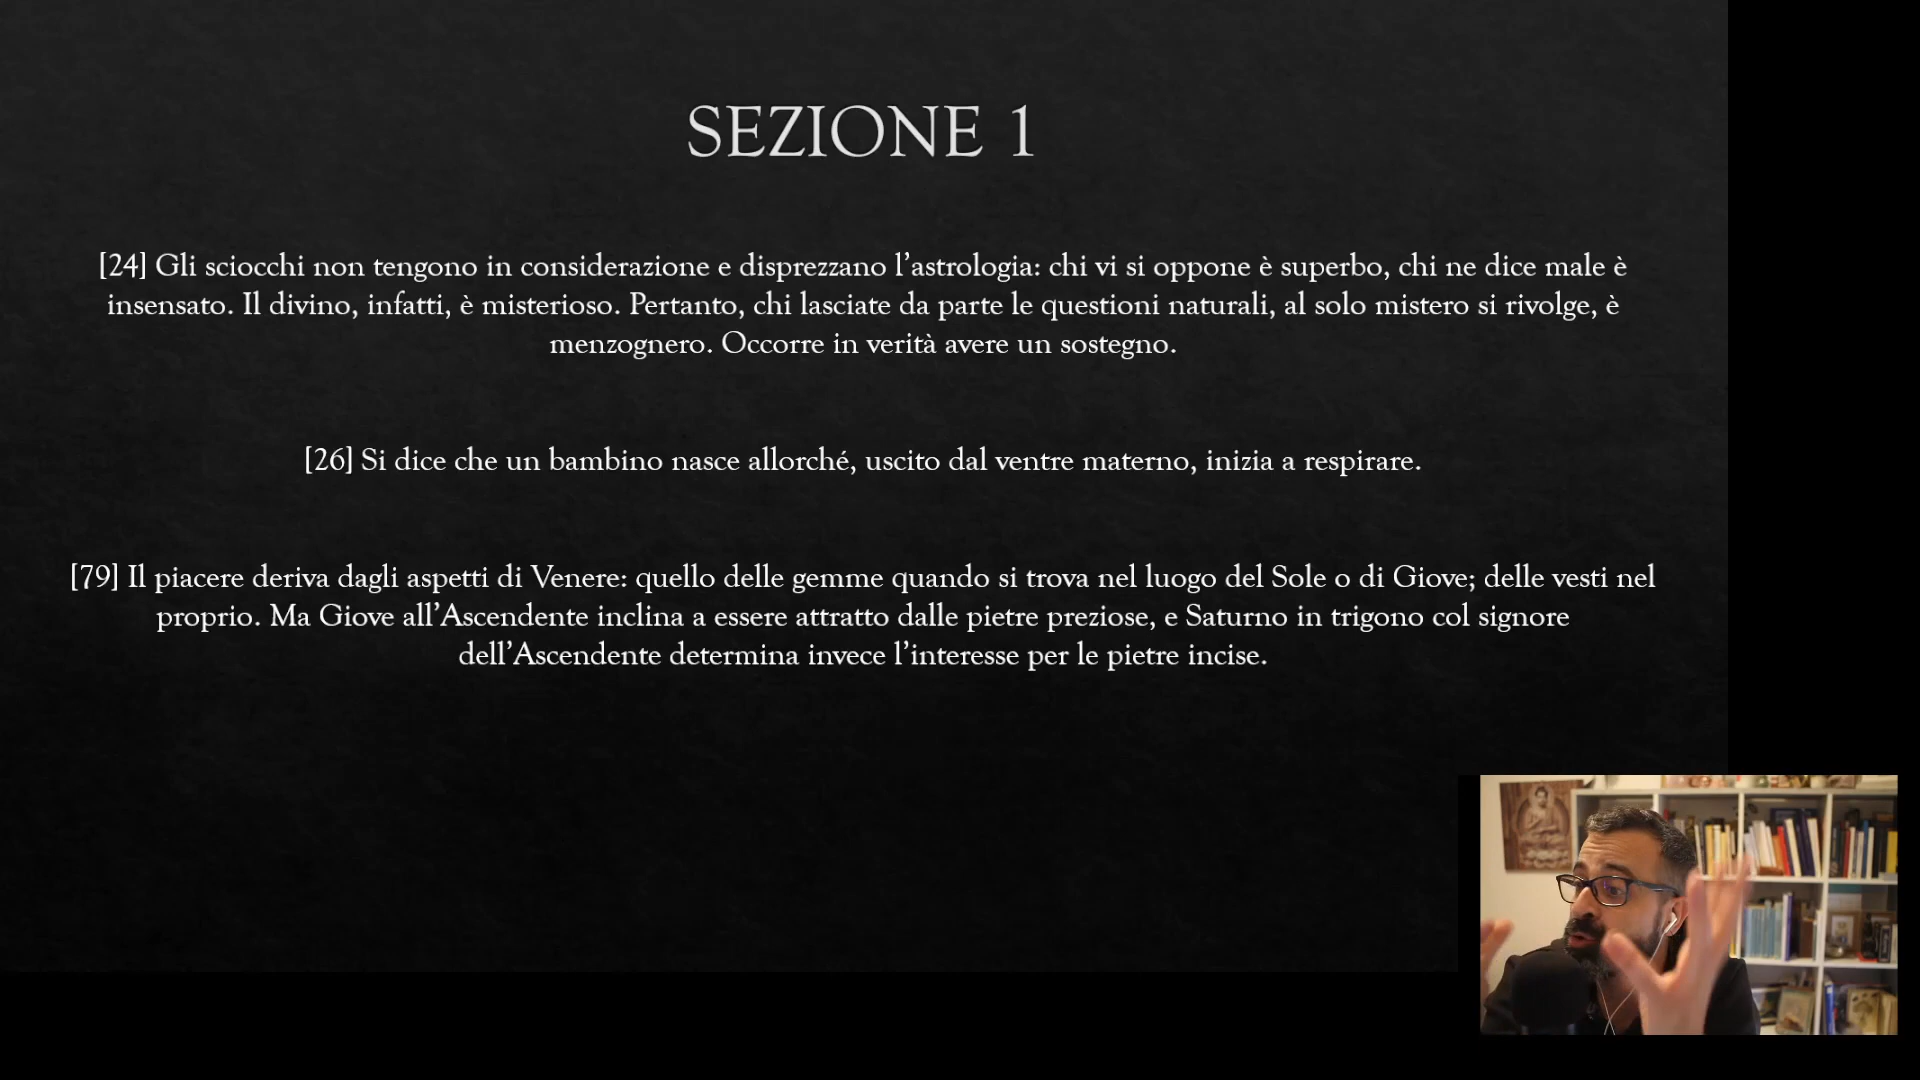 SEZIONE 1
[24] Gli sciocchi non tengono in considerazione e disprezzano l’astrologia: chi vi si oppone è superbo, chi ne dice male è
insensato. Il divino, infatti, è misterioso. Pertanto, chi lasciate da parte le questioni naturali, al solo mistero si rivolge, è
menzognero. Occorre in verità avere un sostegno.
[26] Si dice che un bambino nasce allorché, uscito dal ventre materno, inizia a respirare.
[79] Il piacere deriva dagli aspetti di Venere: quello delle gemme quando si trova nel luogo del Sole o di Giove; delle vesti nel
proprio. Ma Giove all’Ascendente inclina a essere attratto dalle pietre preziose, e Saturno in trigono col signore
dell’Ascendente determina invece l’interesse per le pietre incise.